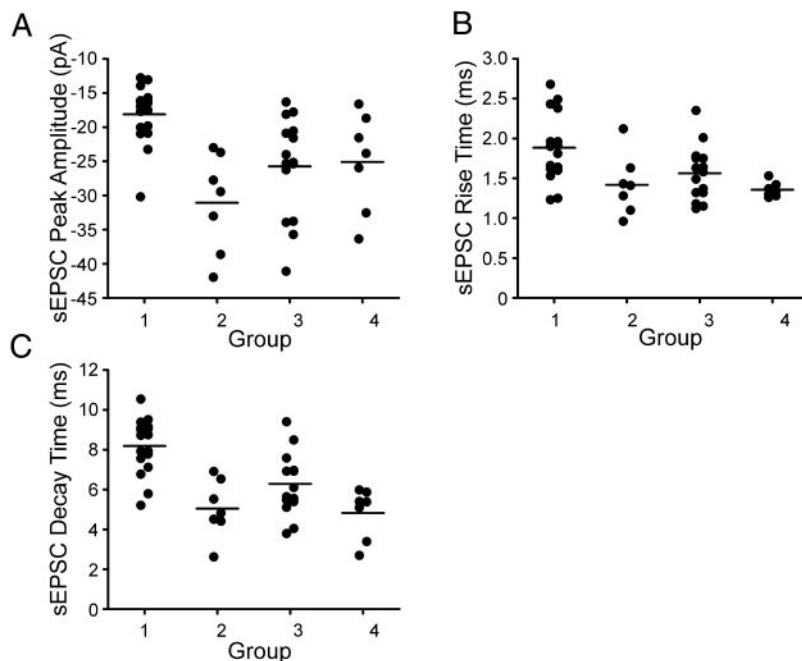 A
sEPSC Peak Amplitude (pA)
-10
-15
-20
-25
-30
-35
-40
-45
1 2 3 4
Group
B
sEPSC Rise Time (ms)
3.0
2.5
2.0
1.5
1.0
0.5
0
1 2 3 4
Group
C
sEPSC Decay Time (ms)
12
10
8
6
4
2
0
1 2 3 4
Group